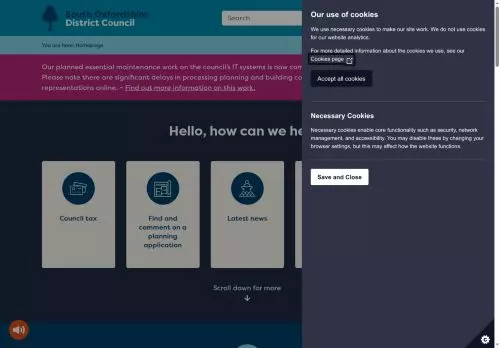 South Oxfordshire
District Council
Search
You are here: Homepage
Our planned essential maintenance work on the council's IT systems is now com
Please note there are significant delays in processing planning and building co
representations online. – Find out more information on this work.
Hello, how can we he
Council tax
Find and
comment on a
planning
application
Latest news
Scroll down for more
Our use of cookies
We use necessary cookies to make our site work. We do not use cookies
for our website analytics.
For more detailed information about the cookies we use, see our
Cookies page
Accept all cookies
Necessary Cookies
Necessary cookies enable core functionality such as security, network
management, and accessibility. You may disable these by changing your
browser settings, but this may affect how the website functions.
Save and Close